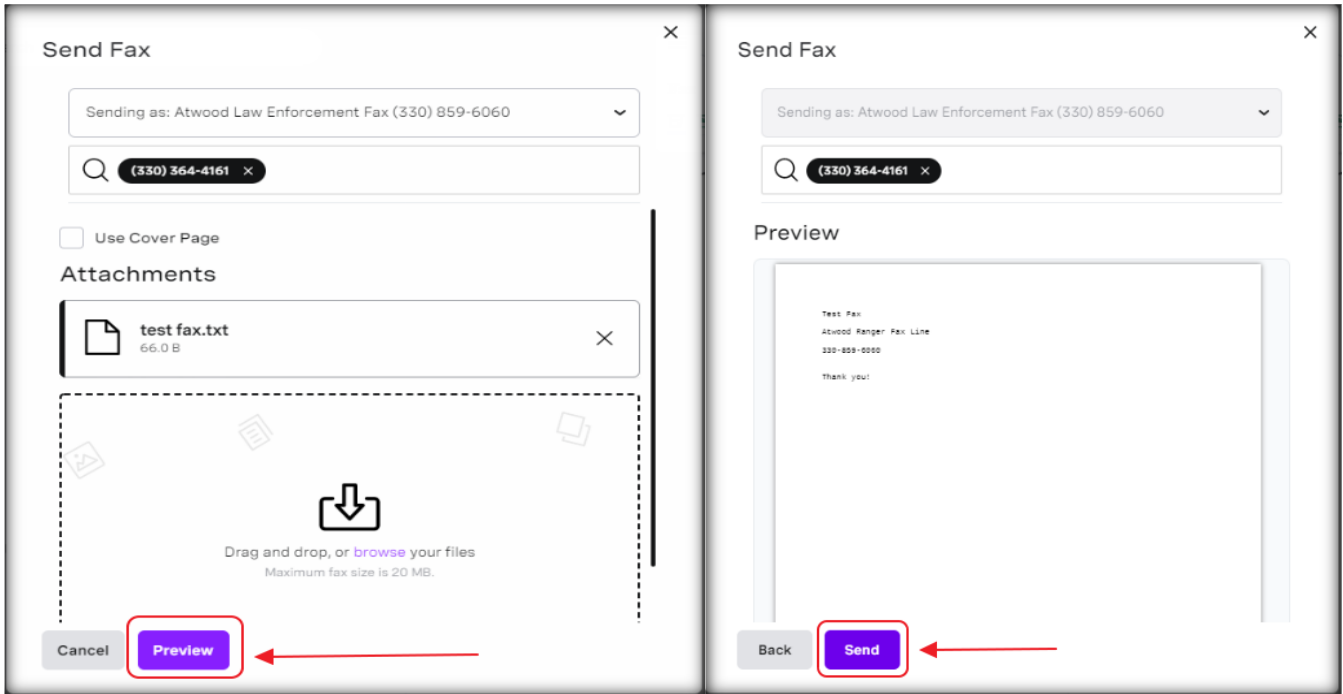 Send Fax
Sending as: Atwood Law Enforcement Fax (330) 859-6060
(330) 364-4161
Use Cover Page
Attachments
test fax.txt
66.0 B
Drag and drop, or browse your files
Maximum fax size is 20 MB.
Cancel
Preview
Send Fax
Sending as: Atwood Law Enforcement Fax (330) 859-6060
(330) 364-4161
Preview
Test Fax
Atwood Ranger Fax Line
330-859-6060
Thank you!
Back
Send